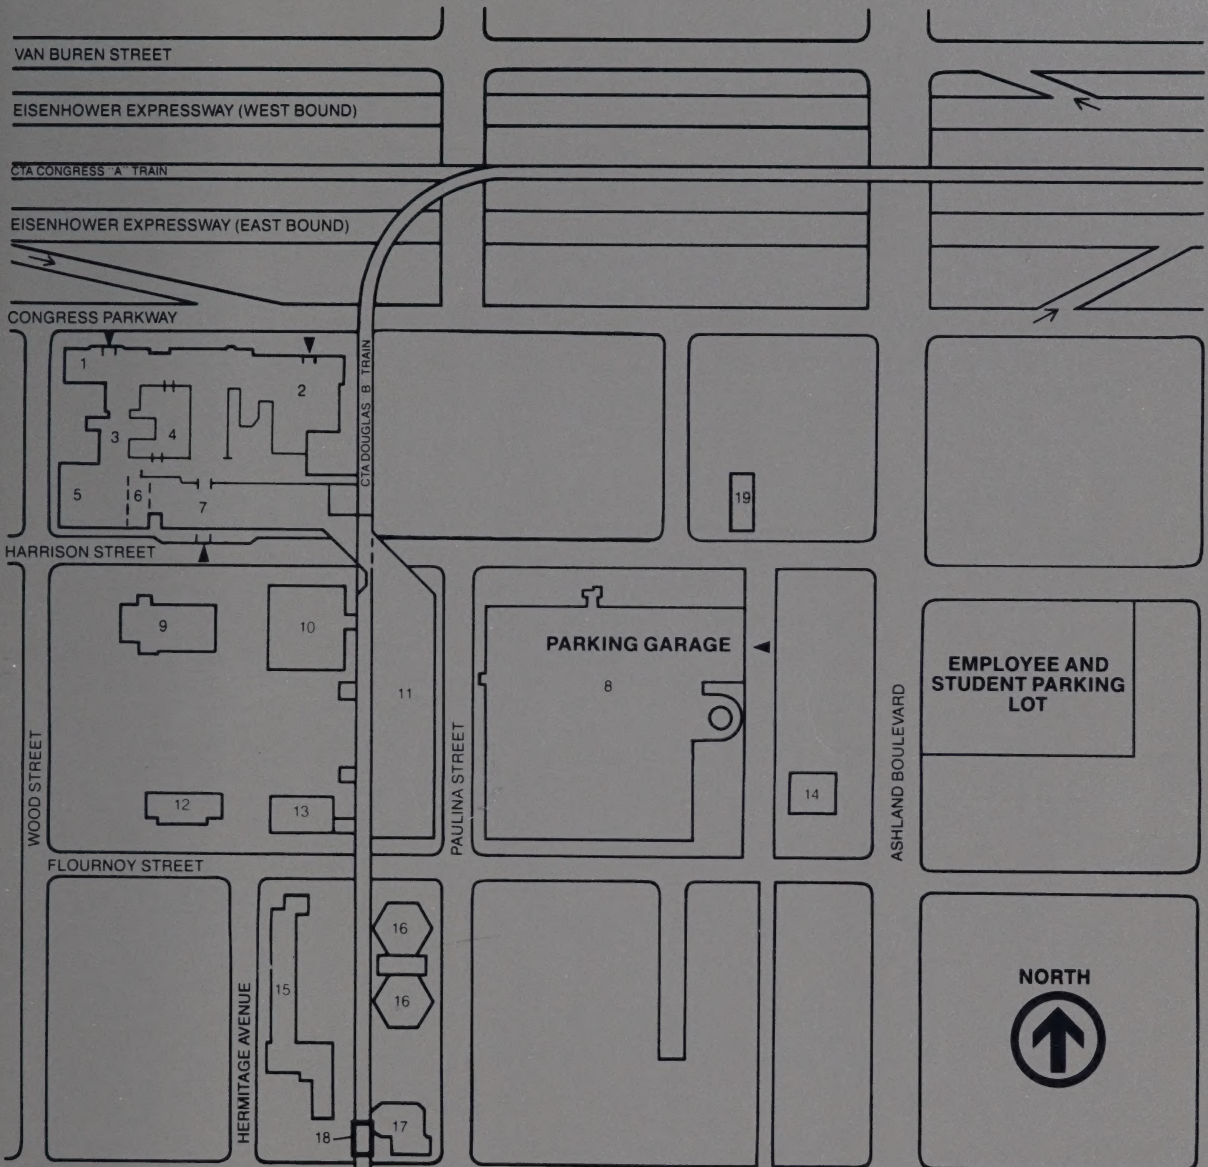 VAN BUREN STREET
EISENHOWER EXPRESSWAY (WEST BOUND)
CTA CONGRESS "A" TRAIN
EISENHOWER EXPRESSWAY (EAST BOUND)
CONGRESS PARKWAY
CTA DOUGLAS B TRAIN
1
2
3
4
5
6
7
19
HARRISON STREET
9
10
PARKING GARAGE
8
11
EMPLOYEE AND
STUDENT PARKING
LOT
WOOD STREET
PAULINA STREET
ASHLAND BOULEVARD
12
13
14
FLOURNOY STREET
HERMITAGE AVENUE
15
16
16
NORTH
17
18